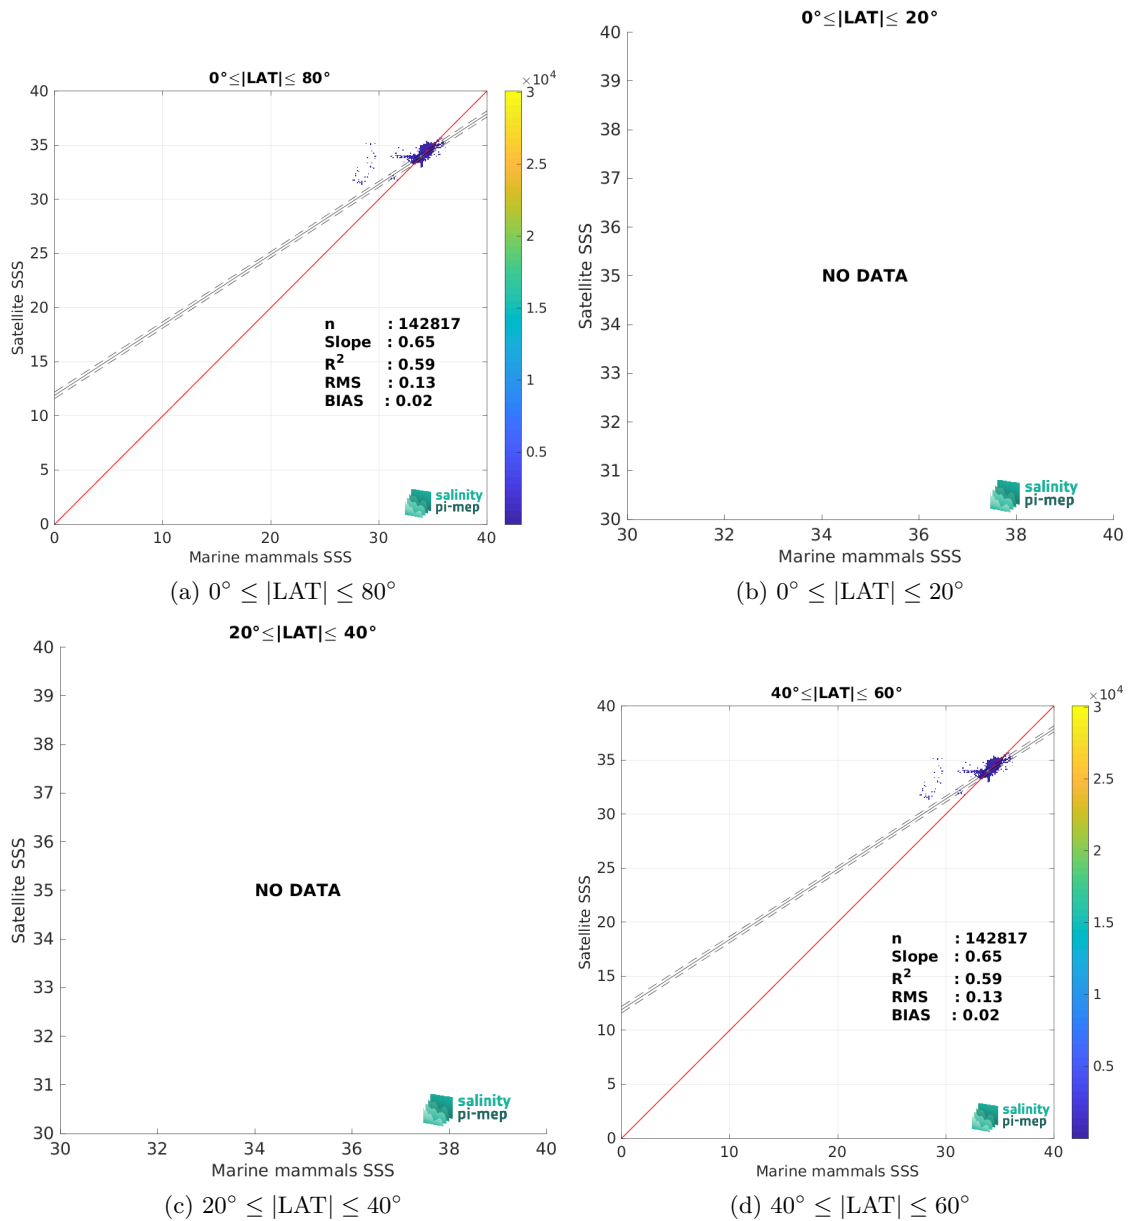 0°≤|LAT|≤ 80°
×10⁴
3
2.5
2
1.5
1
0.5
40
35
30
25
20
15
10
5
0
Satellite SSS
n : 142817
Slope : 0.65
R² : 0.59
RMS : 0.13
BIAS : 0.02
salinity
pi-mep
0 10 20 30 40
Marine mammals SSS
(a) 0° ≤ |LAT| ≤ 80°
0°≤|LAT|≤ 20°
40
39
38
37
36
35
34
33
32
31
30
Satellite SSS
NO DATA
salinity
pi-mep
30 32 34 36 38 40
Marine mammals SSS
(b) 0° ≤ |LAT| ≤ 20°
20°≤|LAT|≤ 40°
40
39
38
37
36
35
34
33
32
31
30
Satellite SSS
NO DATA
salinity
pi-mep
30 32 34 36 38 40
Marine mammals SSS
(c) 20° ≤ |LAT| ≤ 40°
40°≤|LAT|≤ 60°
×10⁴
3
2.5
2
1.5
1
0.5
40
35
30
25
20
15
10
5
0
Satellite SSS
n : 142817
Slope : 0.65
R² : 0.59
RMS : 0.13
BIAS : 0.02
salinity
pi-mep
0 10 20 30 40
Marine mammals SSS
(d) 40° ≤ |LAT| ≤ 60°